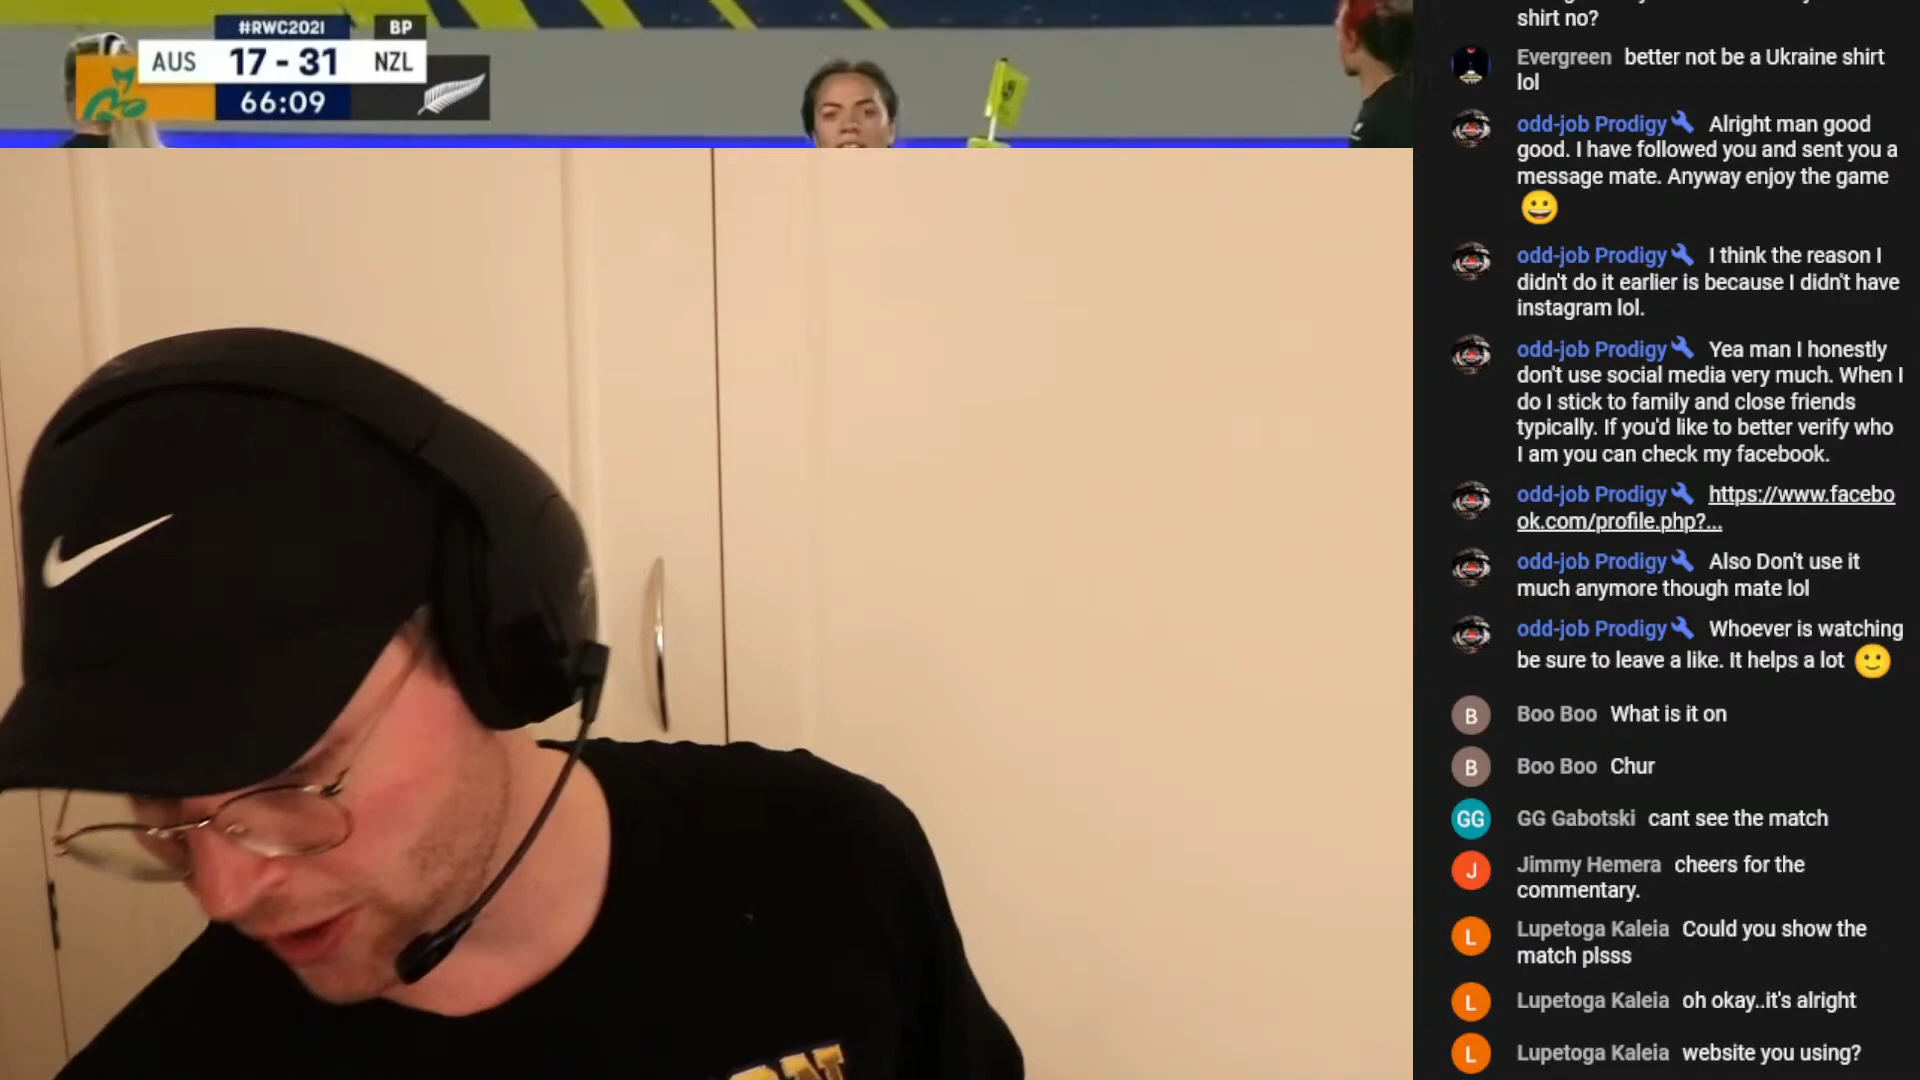 #RWC2021 BP
AUS 17 - 31 NZL
66:09
shirt no?
Evergreen better not be a Ukraine shirt
lol
odd-job Prodigy Alright man good
good. I have followed you and sent you a
message mate. Anyway enjoy the game
odd-job Prodigy I think the reason I
didn't do it earlier is because I didn't have
instagram lol.
odd-job Prodigy Yea man I honestly
don't use social media very much. When I
do I stick to family and close friends
typically. If you'd like to better verify who
I am you can check my facebook.
odd-job Prodigy https://www.facebo
ok.com/profile.php?...
odd-job Prodigy Also Don't use it
much anymore though mate lol
odd-job Prodigy Whoever is watching
be sure to leave a like. It helps a lot
B Boo Boo What is it on
B Boo Boo Chur
GG GG Gabotski cant see the match
J Jimmy Hemera cheers for the
commentary.
L Lupetoga Kaleia Could you show the
match plsss
L Lupetoga Kaleia oh okay..it's alright
L Lupetoga Kaleia website you using?